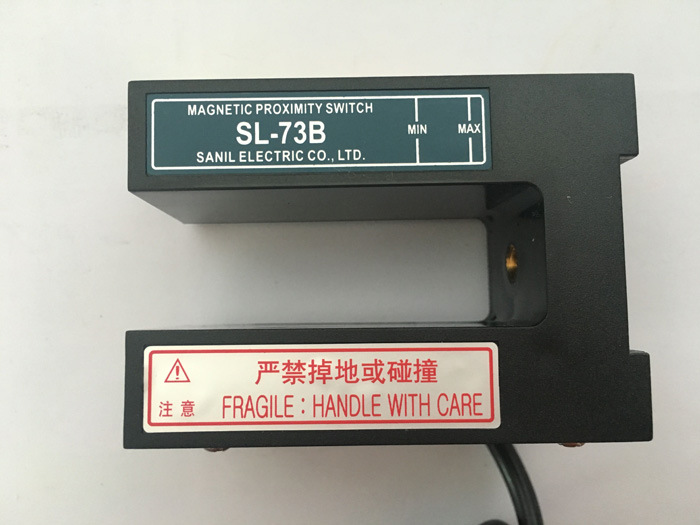 MAGNETIC PROXIMITY SWITCH
SL-73B
SANIL ELECTRIC CO., LTD.
MIN MAX
严禁掉地或碰撞
注意 FRAGILE : HANDLE WITH CARE